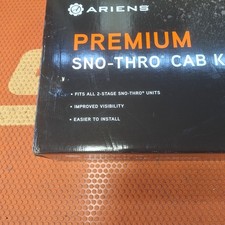 ARIENS
PREMIUM
SNO-THRO® CAB K
• FITS ALL 2-STAGE SNO-THRO® UNITS
• IMPROVED VISIBILITY
• EASIER TO INSTALL